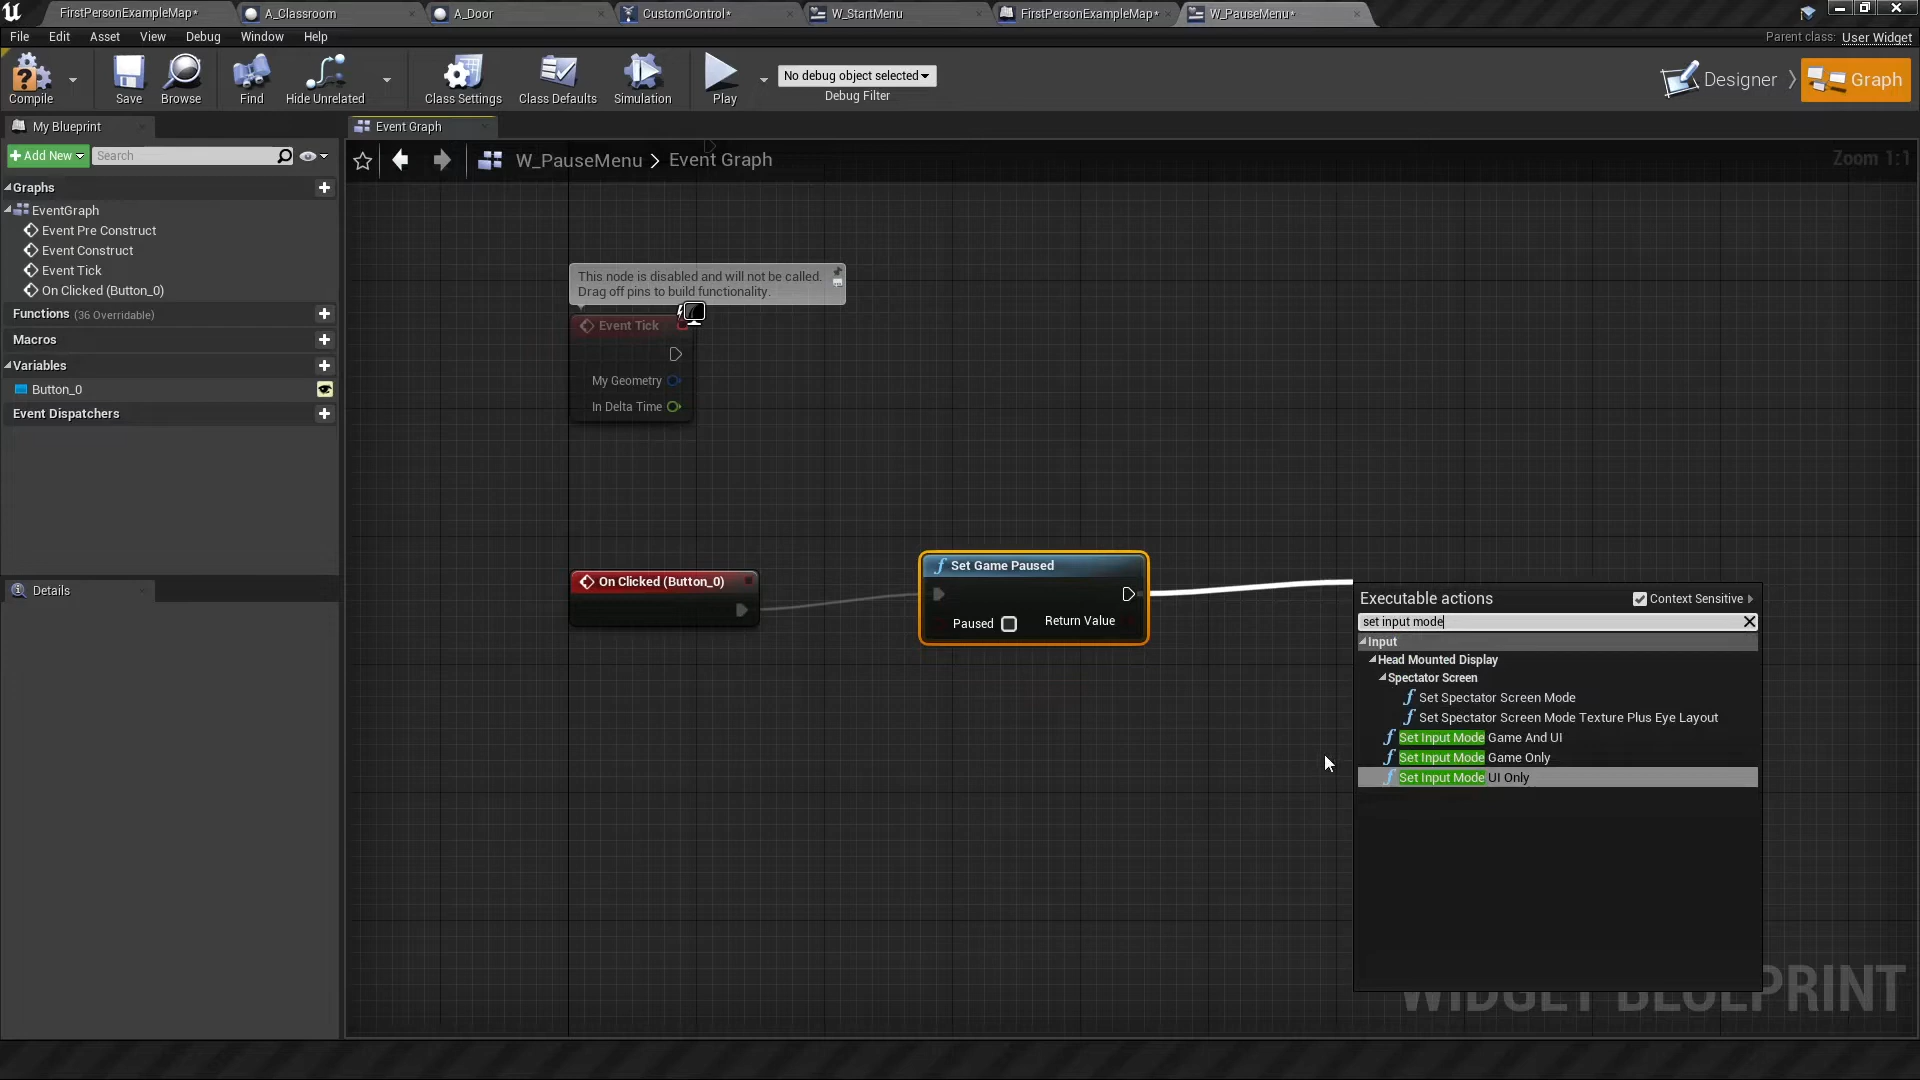 FirstPersonExampleMap*
A_Classroom
A_Door
CustomControl*
W_StartMenu
FirstPersonExampleMap*
W_PauseMenu*
File
Edit
Asset
View
Debug
Window
Help
Parent class: User Widget
Compile
Save
Browse
Find
Hide Unrelated
Class Settings
Class Defaults
Simulation
Play
No debug object selected
Debug Filter
Designer
Graph
My Blueprint
Event Graph
Add New
Search
W_PauseMenu > Event Graph
Zoom 1:1
Graphs
EventGraph
Event Pre Construct
Event Construct
Event Tick
On Clicked (Button_0)
Functions (36 Overridable)
Macros
Variables
Button_0
Event Dispatchers
Details
This node is disabled and will not be called.
Drag off pins to build functionality.
Event Tick
My Geometry
In Delta Time
On Clicked (Button_0)
Set Game Paused
Paused
Return Value
Executable actions
Context Sensitive
set input mode
Input
Head Mounted Display
Spectator Screen
Set Spectator Screen Mode
Set Spectator Screen Mode Texture Plus Eye Layout
Set Input Mode Game And UI
Set Input Mode Game Only
Set Input Mode UI Only
WIDGET BLUEPRINT